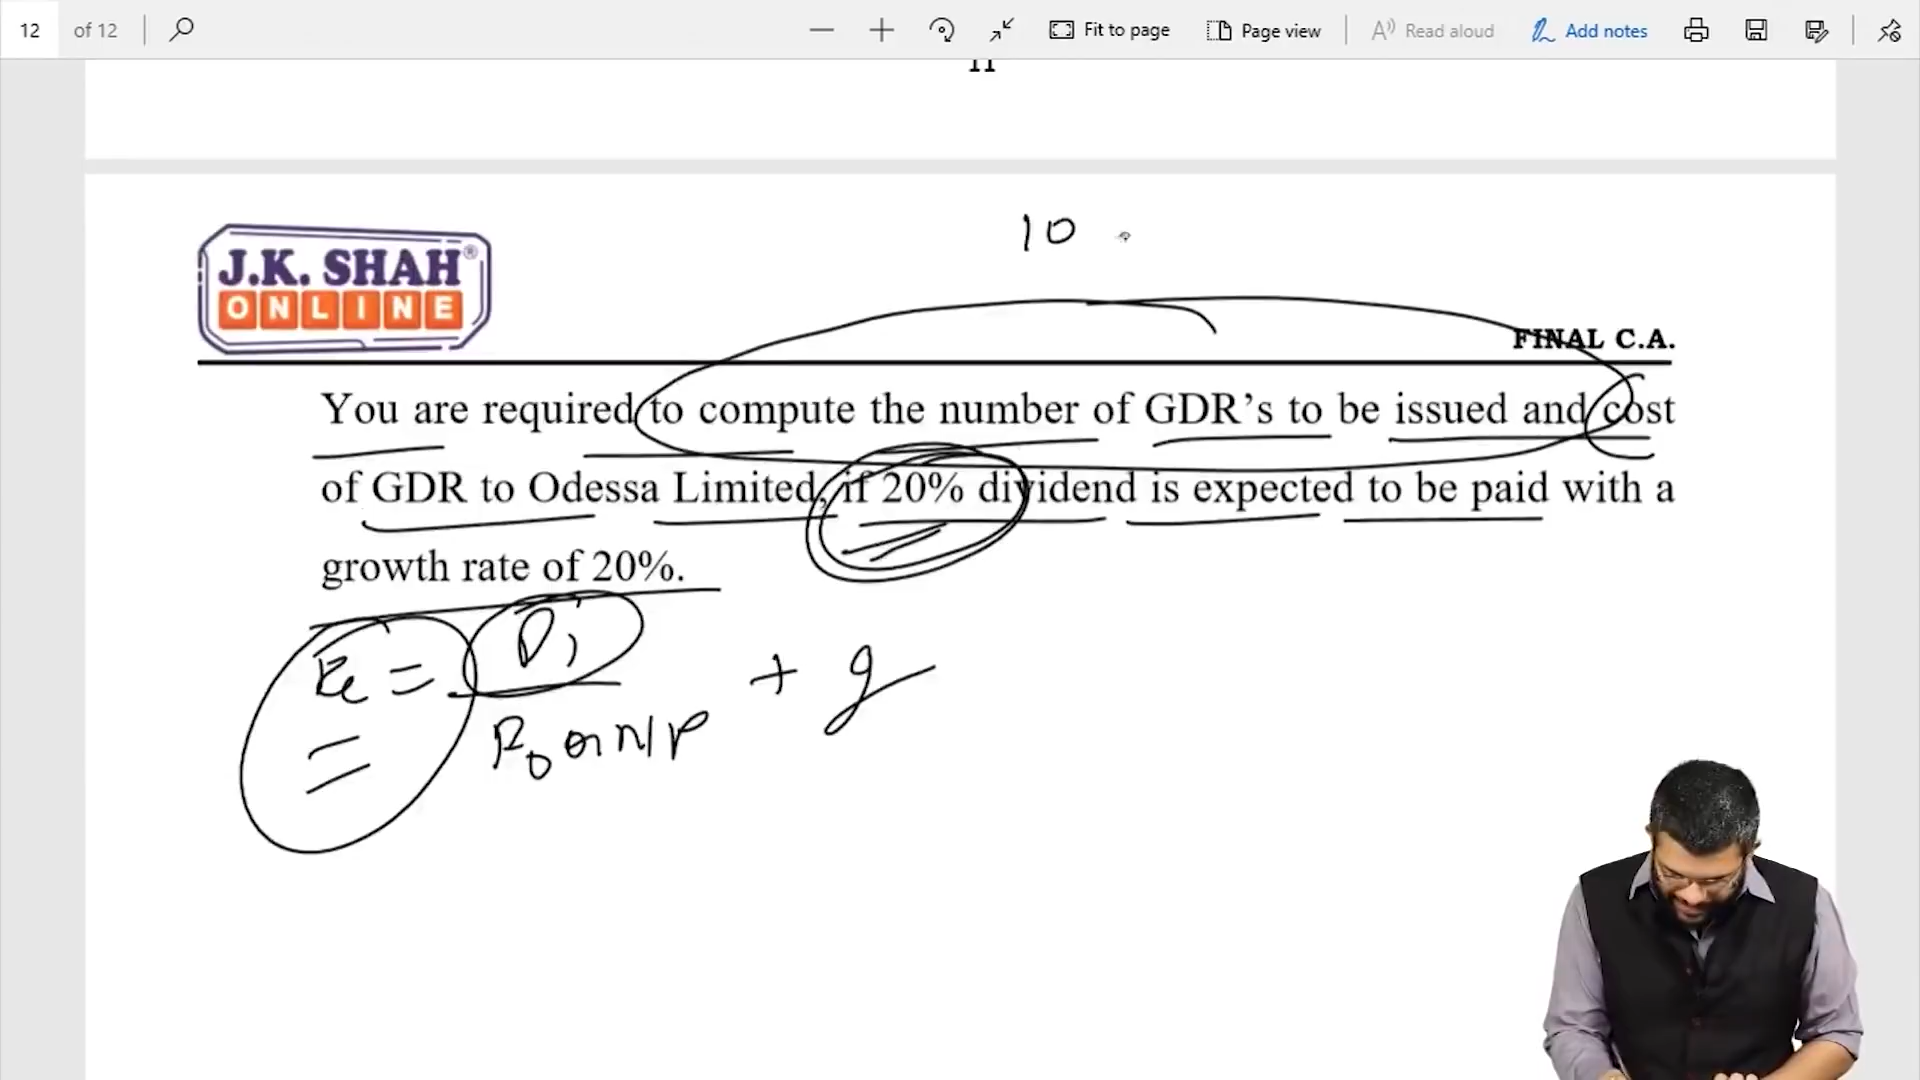 12 of 12 Fit to page Page view Read aloud Add notes
11
10
J.K. SHAH®
ONLINE
FINAL C.A.
You are required to compute the number of GDR's to be issued and cost
of GDR to Odessa Limited, if 20% dividend is expected to be paid with a
growth rate of 20%.
Ke = D1 + g
P0 or n/p